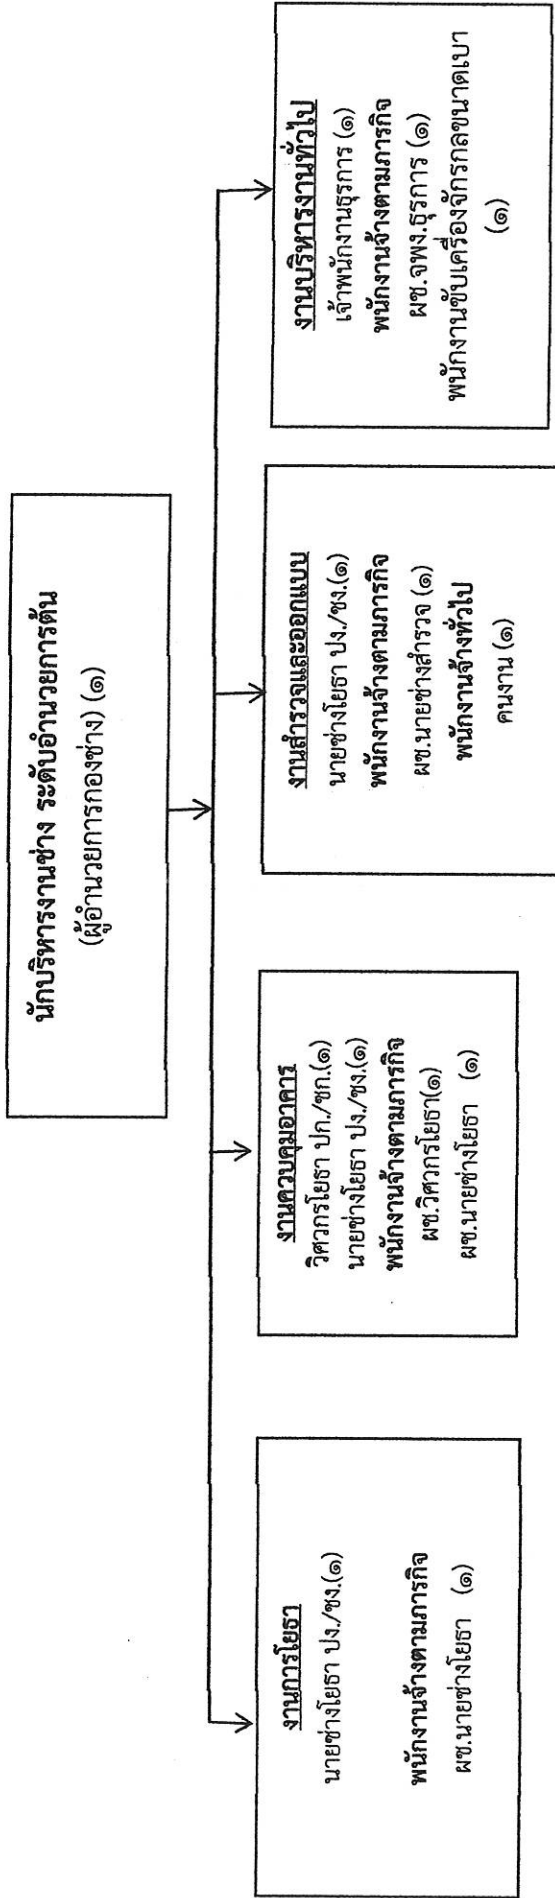 นักบริหารงานช่าง ระดับอำนวยการต้น
(ผู้อำนวยการกองช่าง) (๑)
งานการโยธา
นายช่างโยธา ปง./ชง.(๑)
พนักงานจ้างตามภารกิจ
ผช.นายช่างโยธา (๑)
งานควบคุมอาคาร
วิศวกรโยธา ปก./ชก.(๑)
นายช่างโยธา ปง./ชง.(๑)
พนักงานจ้างตามภารกิจ
ผช.วิศวกรโยธา(๑)
ผช.นายช่างโยธา (๑)
งานสำรวจและออกแบบ
นายช่างโยธา ปง./ชง.(๑)
พนักงานจ้างตามภารกิจ
ผช.นายช่างสำรวจ (๑)
พนักงานจ้างทั่วไป
คนงาน (๑)
งานบริหารงานทั่วไป
เจ้าพนักงานธุรการ (๑)
พนักงานจ้างตามภารกิจ
ผช.จพง.ธุรการ (๑)
พนักงานขับเครื่องจักรกลขนาดเบา
(๑)